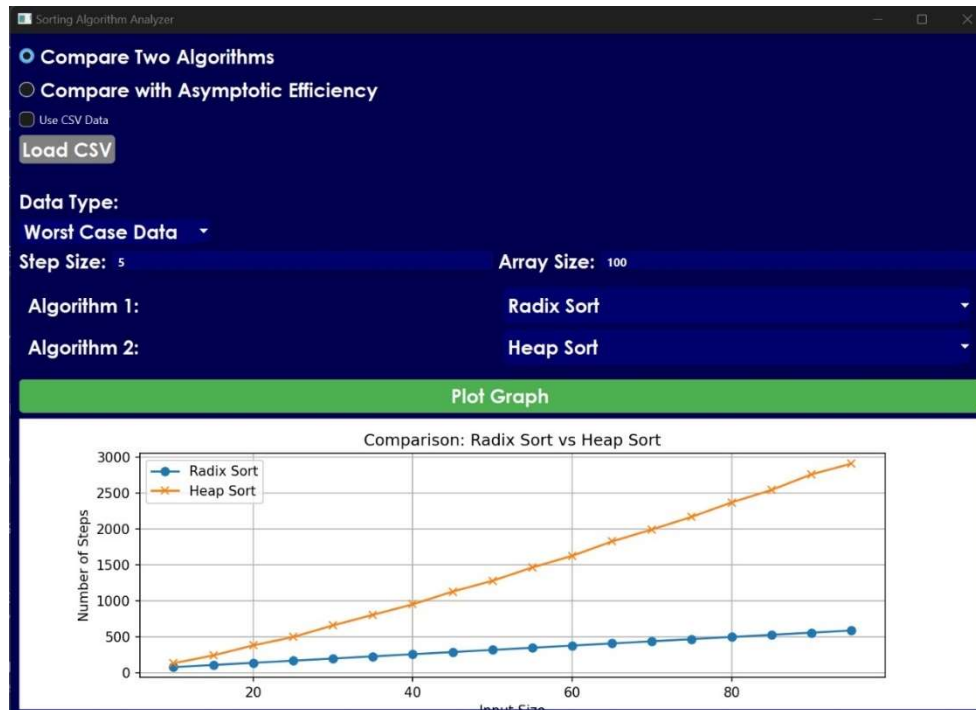 Sorting Algorithm Analyzer
Compare Two Algorithms
Compare with Asymptotic Efficiency
Use CSV Data
Load CSV
Data Type:
Worst Case Data
Step Size: 5 Array Size: 100
Algorithm 1: Radix Sort
Algorithm 2: Heap Sort
Plot Graph
Comparison: Radix Sort vs Heap Sort
Radix Sort
Heap Sort
Number of Steps
3000
2500
2000
1500
1000
500
0
20 40 60 80
Input Size